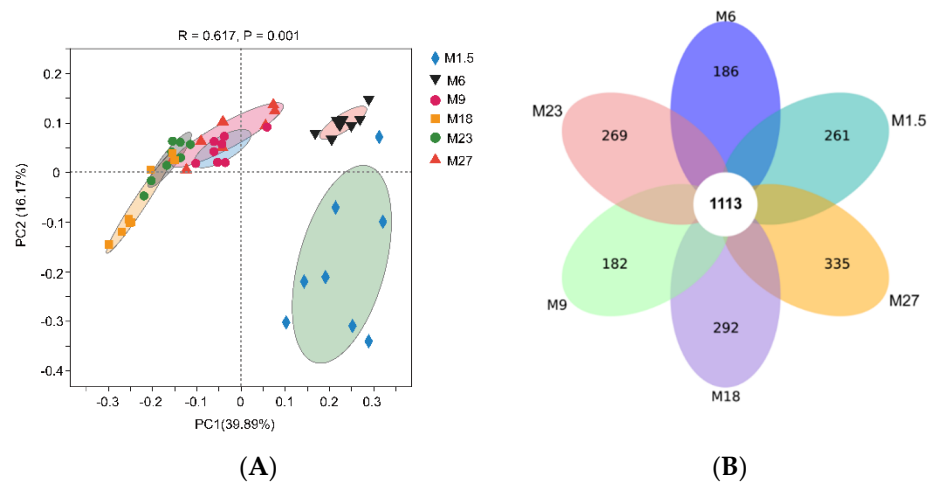 A
R = 0.617, P = 0.001
0.2
0.1
0
-0.1
-0.2
-0.3
-0.4
PC2 (16.17%)
-0.3 -0.2 -0.1 0 0.1 0.2 0.3
PC1(39.89%)
M1.5
M6
M9
M18
M23
M27
(A)
B
M6
186
M23
269
261
M1.5
1113
182
M9
335
M27
292
M18
(B)